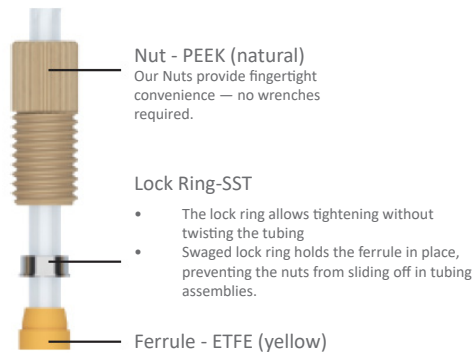 Nut - PEEK (natural)
Our Nuts provide fingertight
convenience — no wrenches
required.
Lock Ring-SST
• The lock ring allows tightening without
twisting the tubing
• Swaged lock ring holds the ferrule in place,
preventing the nuts from sliding off in tubing
assemblies.
Ferrule - ETFE (yellow)